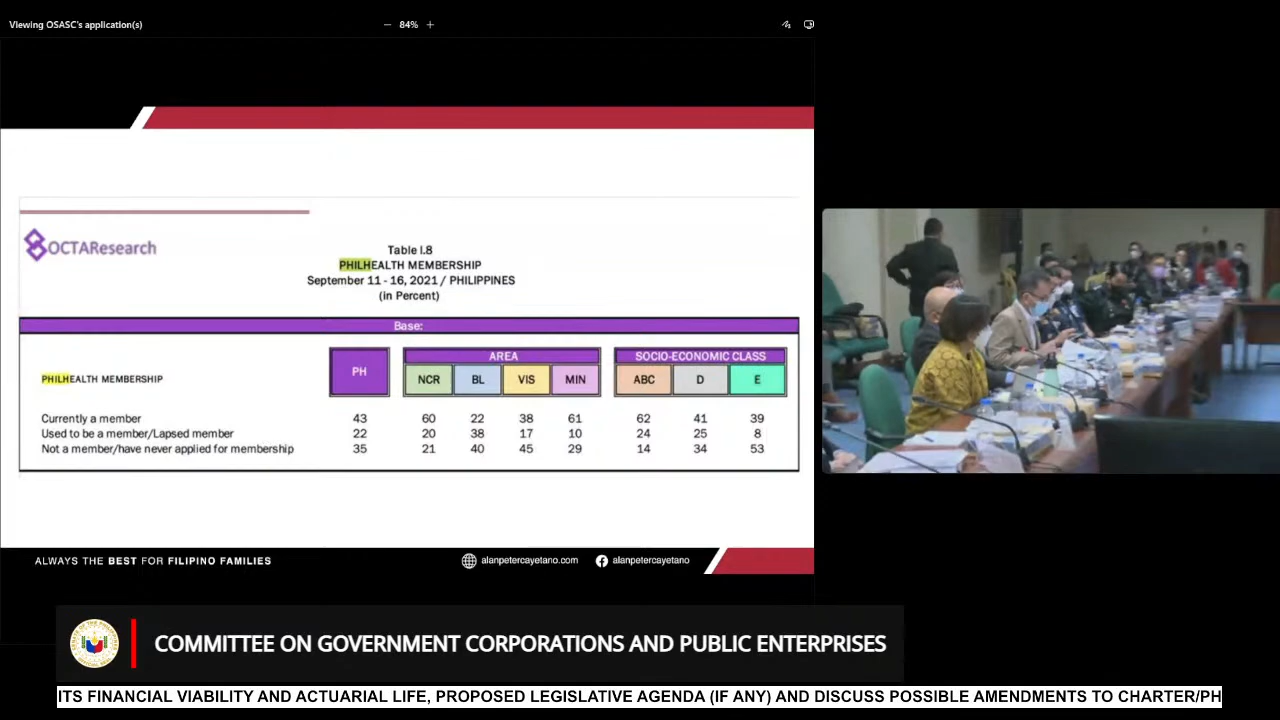 Viewing OSASC's application(s)
84%
OCTAResearch
Table I.8
PHILHEALTH MEMBERSHIP
September 11 - 16, 2021 / PHILIPPINES
(in Percent)
Base:
PHILHEALTH MEMBERSHIP
PH
AREA
SOCIO-ECONOMIC CLASS
NCR BL VIS MIN ABC D E
Currently a member 43 60 22 38 61 62 41 39
Used to be a member/Lapsed member 22 20 38 17 10 24 25 8
Not a member/have never applied for membership 35 21 40 45 29 14 34 53
ALWAYS THE BEST FOR FILIPINO FAMILIES
alanpetercayetano.com
alanpetercayetano
COMMITTEE ON GOVERNMENT CORPORATIONS AND PUBLIC ENTERPRISES
ITS FINANCIAL VIABILITY AND ACTUARIAL LIFE, PROPOSED LEGISLATIVE AGENDA (IF ANY) AND DISCUSS POSSIBLE AMENDMENTS TO CHARTER/PH